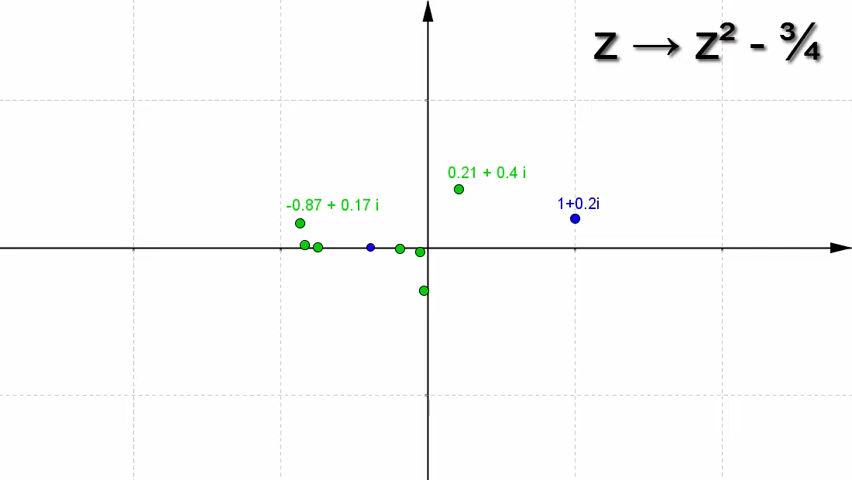 z → z² - ¾
0.21 + 0.4 i
1+0.2i
-0.87 + 0.17 i